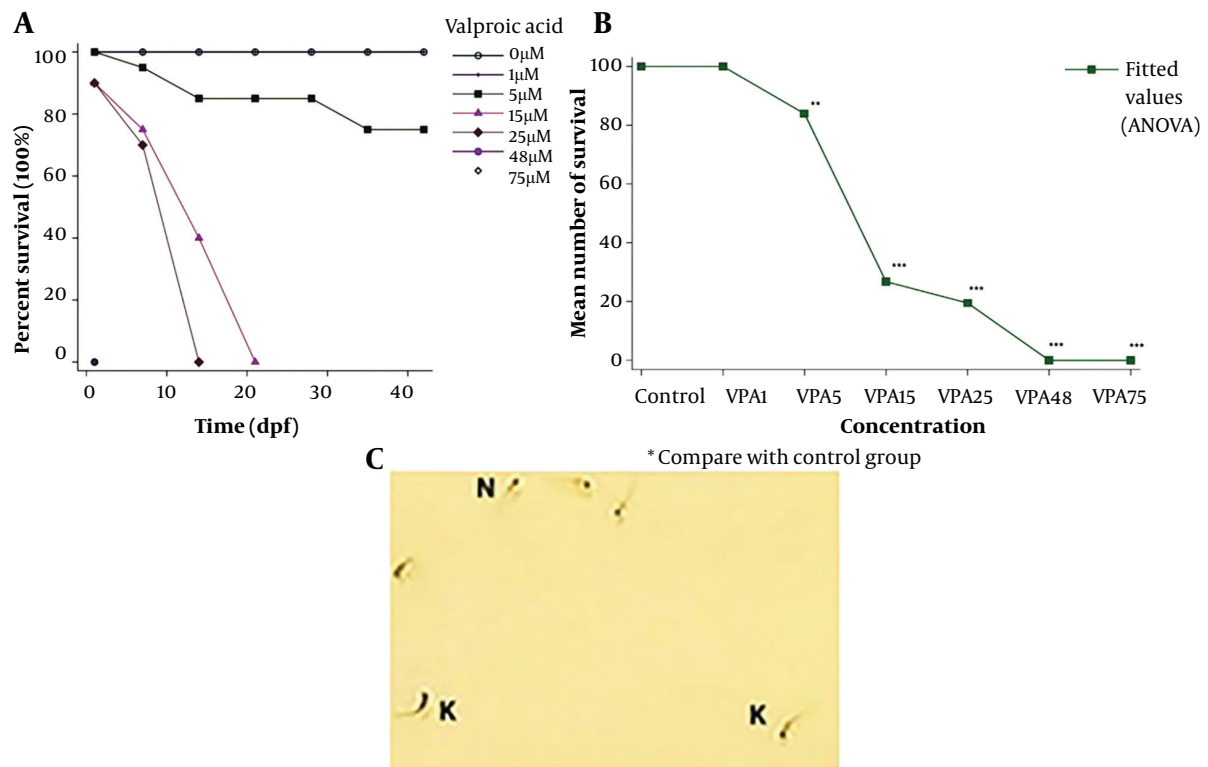 A
Percent survival (100%)
100
80
60
40
20
0
0 10 20 30 40
Time (dpf)
Valproic acid
0µM
1µM
5µM
15µM
25µM
48µM
75µM
B
Mean number of survival
100
80
60
40
20
0
**
***
***
***
***
Control VPA1 VPA5 VPA15 VPA25 VPA48 VPA75
Concentration
Fitted
values
(ANOVA)
* Compare with control group
C
N
K
K